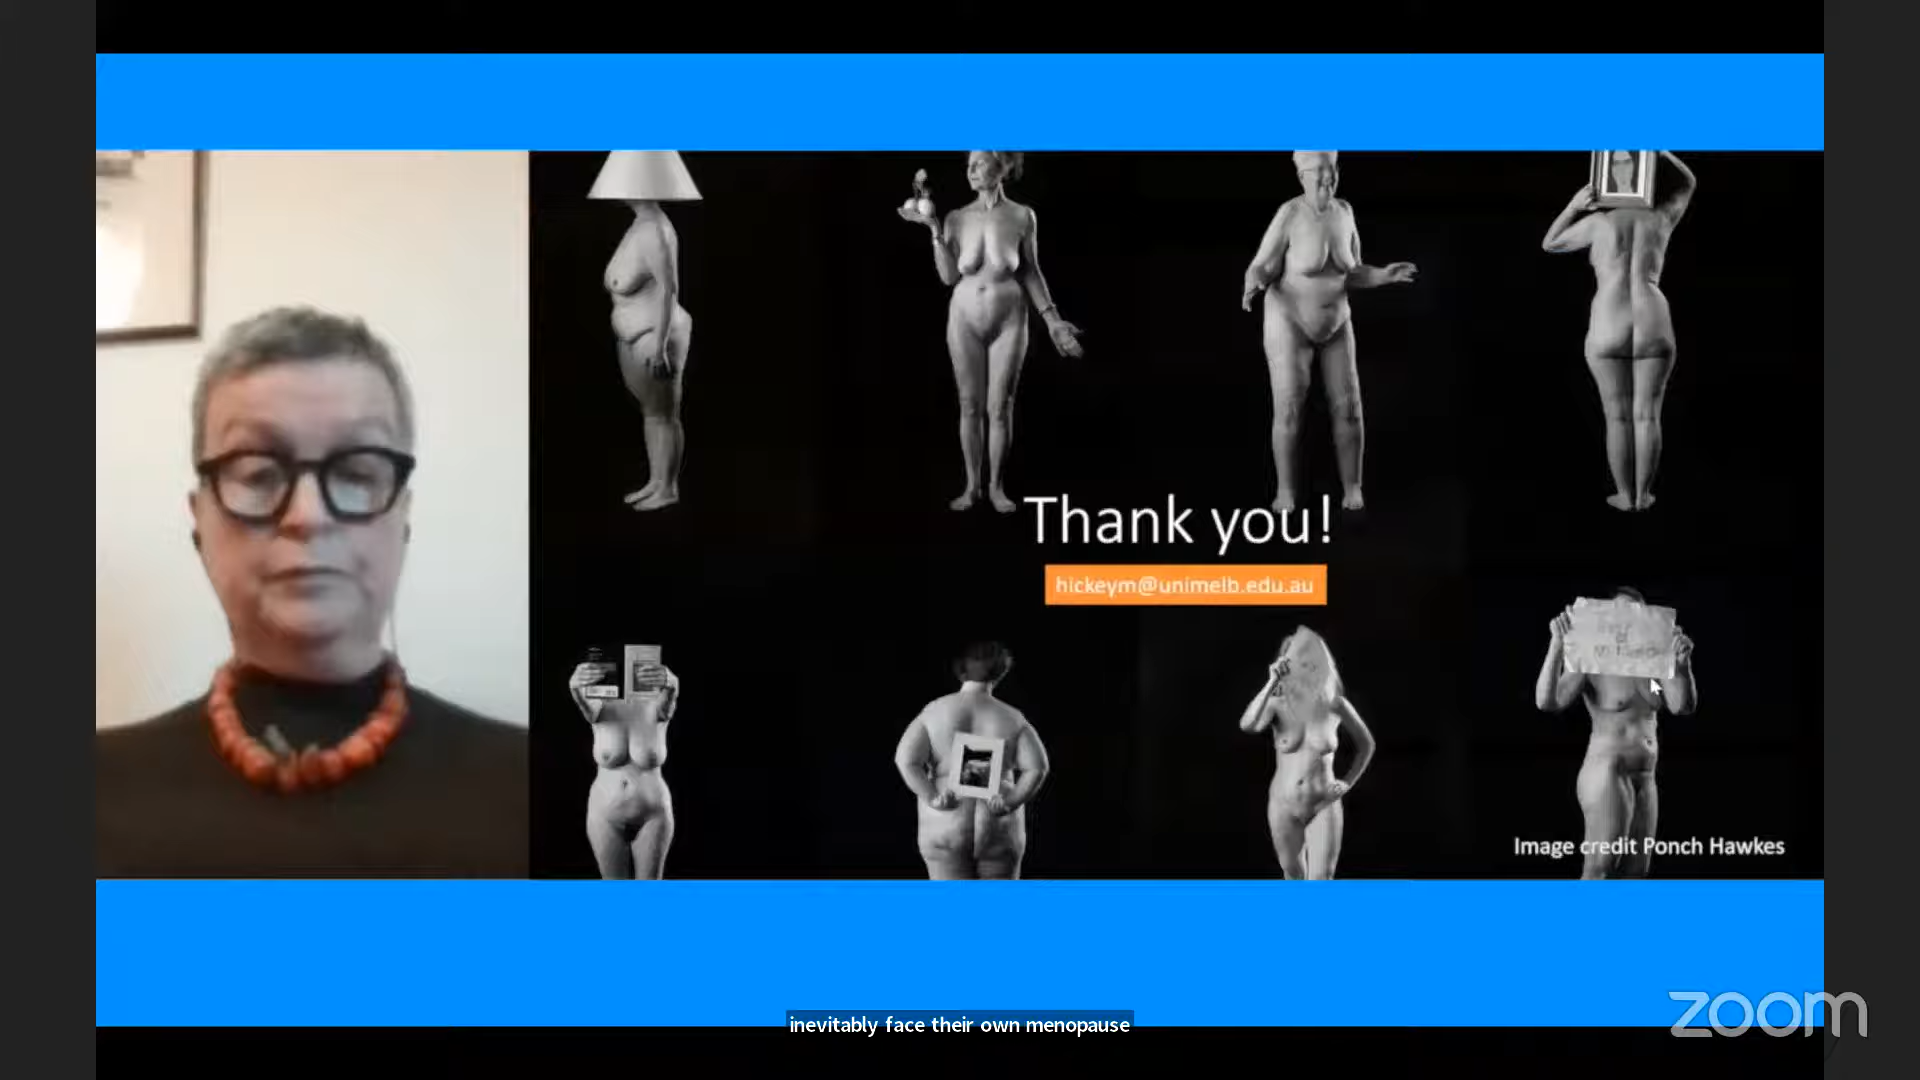 Thank you!
hickeym@unimelb.edu.au
Image credit Ponch Hawkes
inevitably face their own menopause
zoom